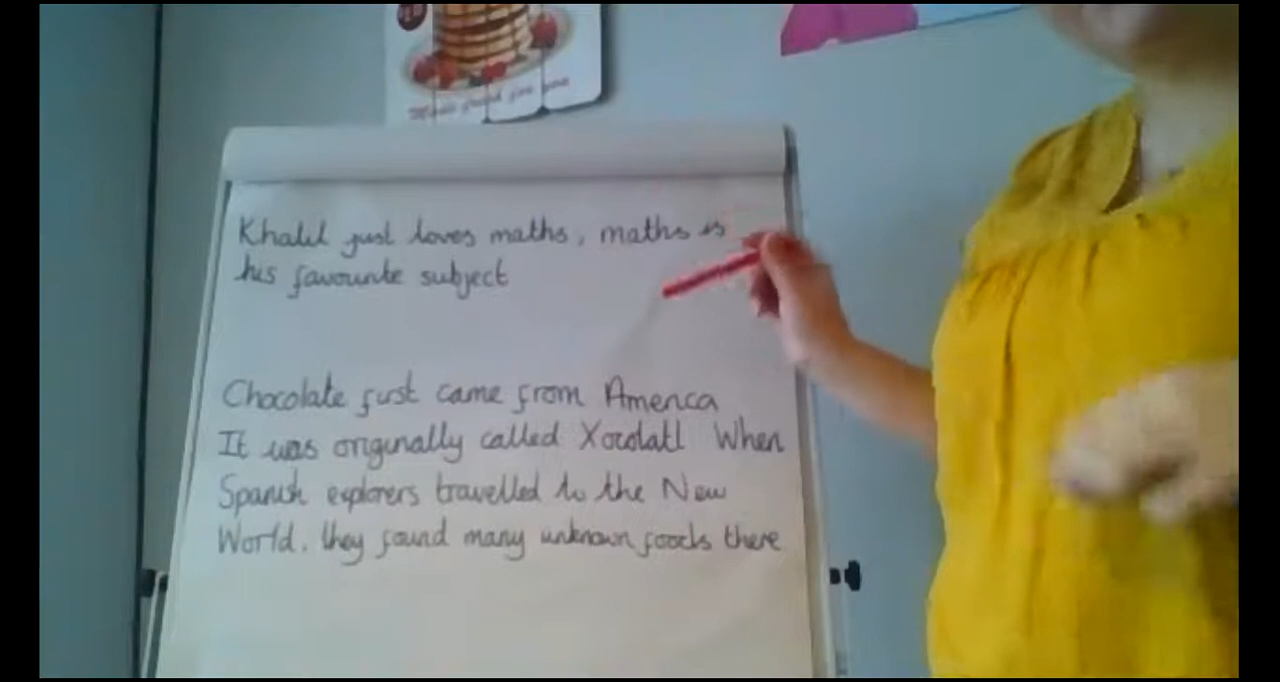 Khalil just loves maths, maths is
his favourite subject
Chocolate first came from America
It was originally called Xocolatl When
Spanish explorers travelled to the New
World. they found many unknown foods there